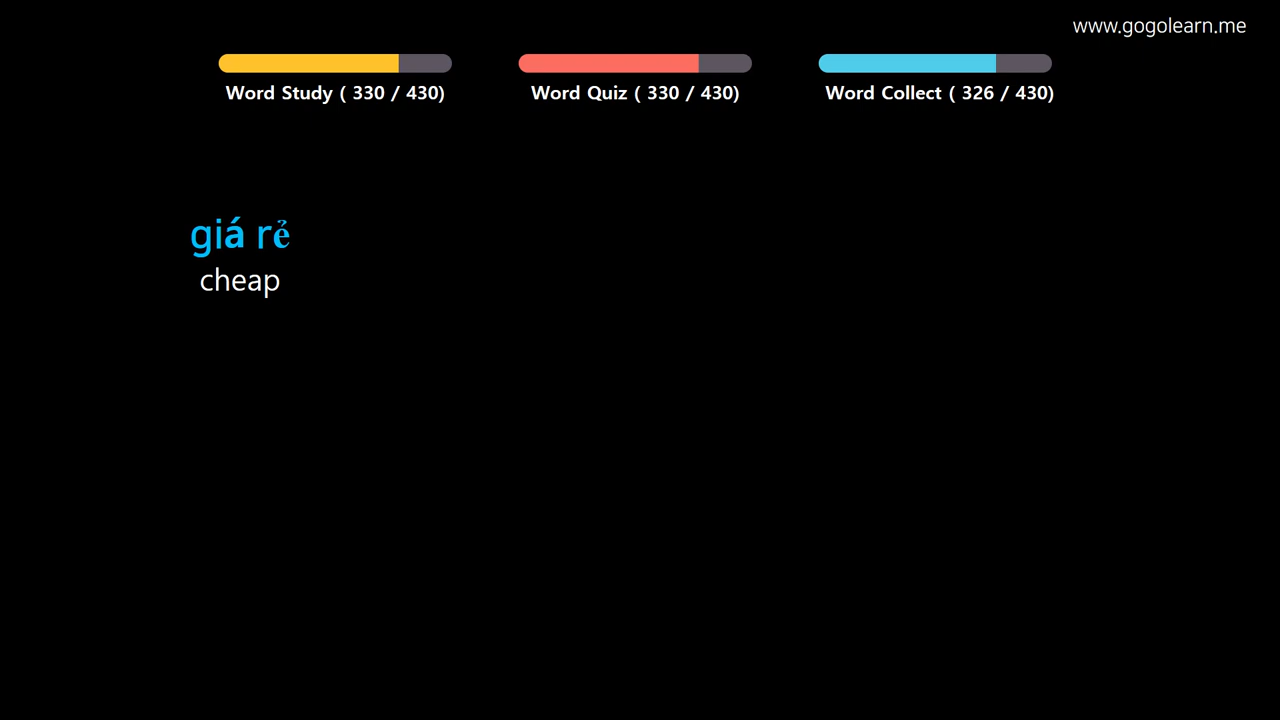 www.gogolearn.me
Word Study ( 330 / 430)
Word Quiz ( 330 / 430)
Word Collect ( 326 / 430)
giá rẻ
cheap